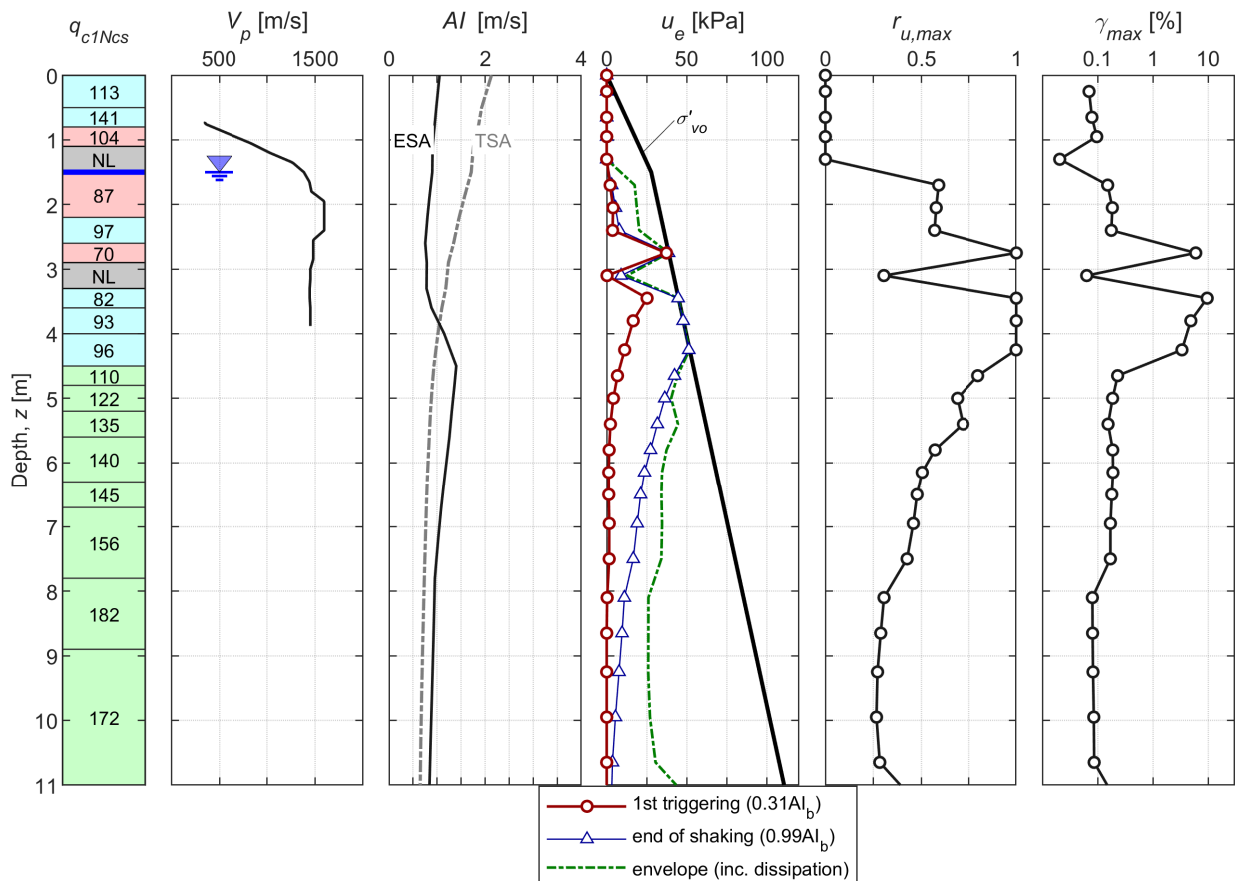 q_c1Ncs
V_p [m/s]
AI [m/s]
u_e [kPa]
r_u,max
γ_max [%]
500 1500
0 2 4
0 50 100
0 0.5 1
0.1 1 10
0
1
2
3
4
5
6
7
8
9
10
11
Depth, z [m]
113
141
104
NL
87
97
70
NL
82
93
96
110
122
135
140
145
156
182
172
ESA
TSA
σ'_vo
1st triggering (0.31AI_b)
end of shaking (0.99AI_b)
envelope (inc. dissipation)